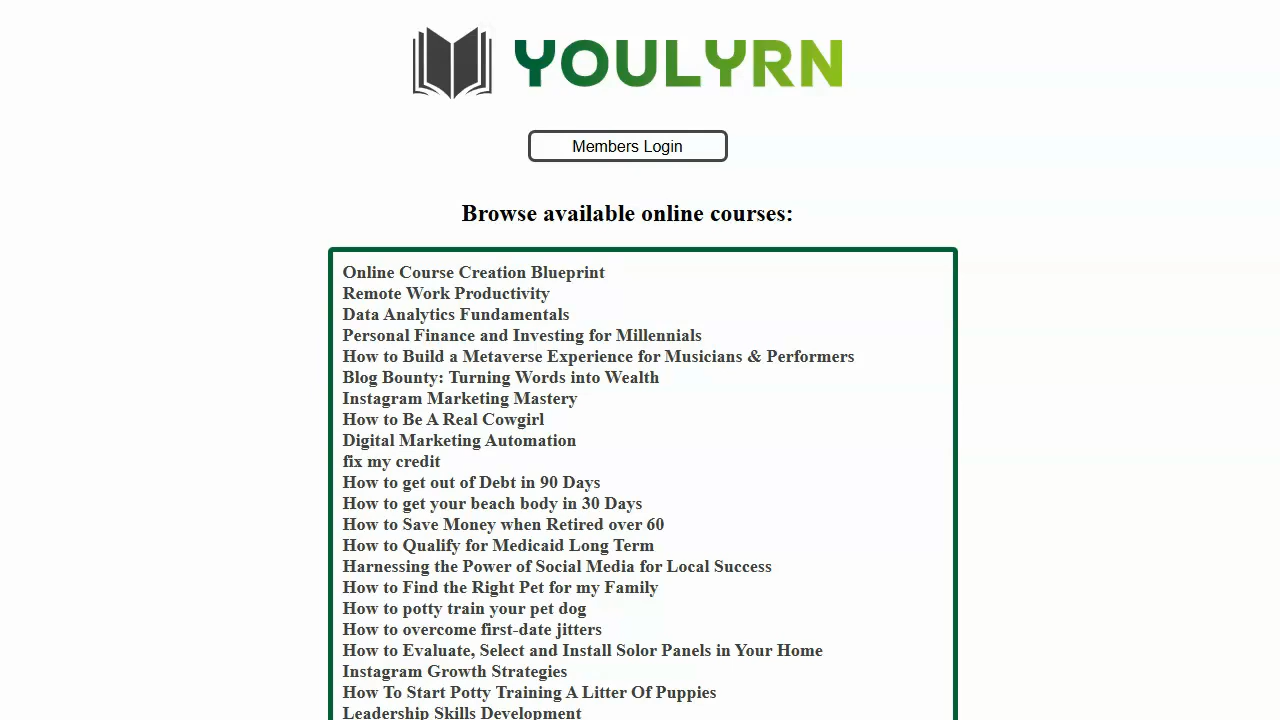 YOULYRN
Members Login
Browse available online courses:
Online Course Creation Blueprint
Remote Work Productivity
Data Analytics Fundamentals
Personal Finance and Investing for Millennials
How to Build a Metaverse Experience for Musicians & Performers
Blog Bounty: Turning Words into Wealth
Instagram Marketing Mastery
How to Be A Real Cowgirl
Digital Marketing Automation
fix my credit
How to get out of Debt in 90 Days
How to get your beach body in 30 Days
How to Save Money when Retired over 60
How to Qualify for Medicaid Long Term
Harnessing the Power of Social Media for Local Success
How to Find the Right Pet for my Family
How to potty train your pet dog
How to overcome first-date jitters
How to Evaluate, Select and Install Solor Panels in Your Home
Instagram Growth Strategies
How To Start Potty Training A Litter Of Puppies
Leadership Skills Development